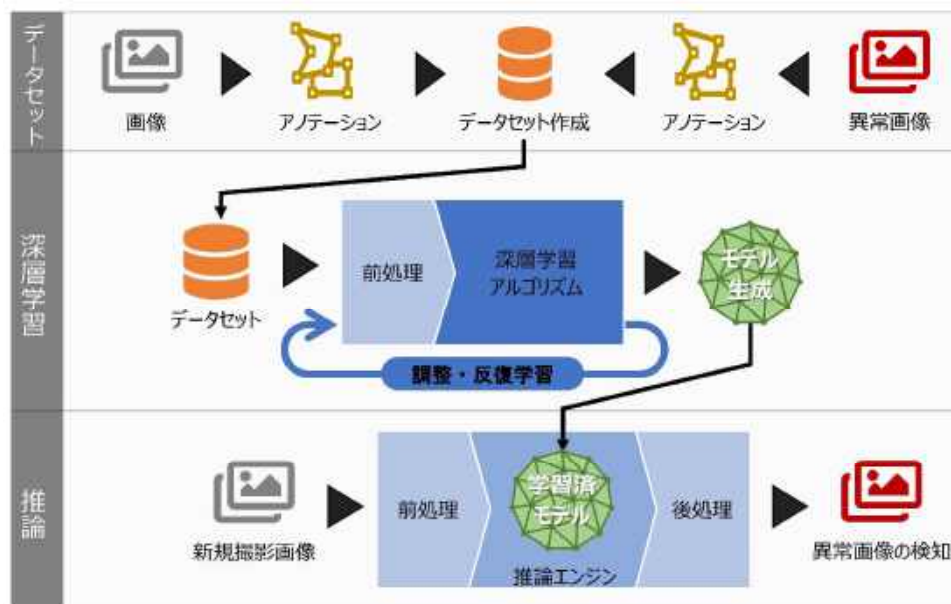 データセット
画像
アノテーション
データセット作成
アノテーション
異常画像
深層学習
データセット
前処理
深層学習
アルゴリズム
モデル
生成
調整・反復学習
推論
新規撮影画像
前処理
学習済
モデル
推論エンジン
後処理
異常画像の検知